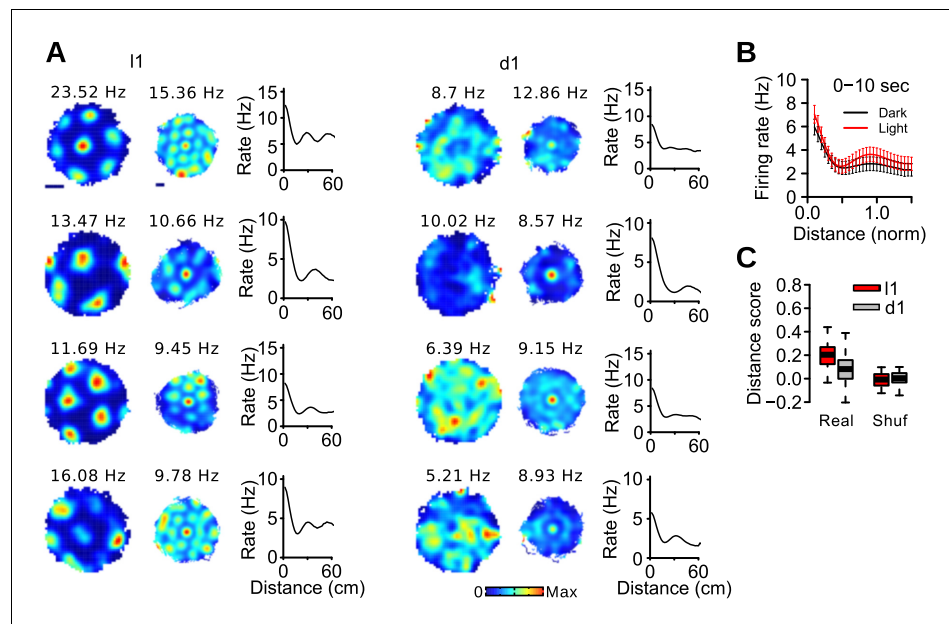 A
l1
d1
23.52 Hz
15.36 Hz
Rate (Hz)
15
10
5
0
0
60
8.7 Hz
12.86 Hz
Rate (Hz)
15
10
5
0
0
60
13.47 Hz
10.66 Hz
Rate (Hz)
10
5
0
0
60
10.02 Hz
8.57 Hz
Rate (Hz)
10
5
0
0
60
11.69 Hz
9.45 Hz
Rate (Hz)
15
10
5
0
0
60
6.39 Hz
9.15 Hz
Rate (Hz)
10
5
0
0
60
16.08 Hz
9.78 Hz
Rate (Hz)
10
5
0
0
60
Distance (cm)
5.21 Hz
8.93 Hz
Rate (Hz)
10
5
0
0
60
Distance (cm)
0
Max
B
Firing rate (Hz)
10
8
6
4
2
0
0−10 sec
Dark
Light
0.0
1.0
Distance (norm)
C
Distance score
0.8
0.6
0.4
0.2
0.0
−0.2
l1
d1
Real
Shuf